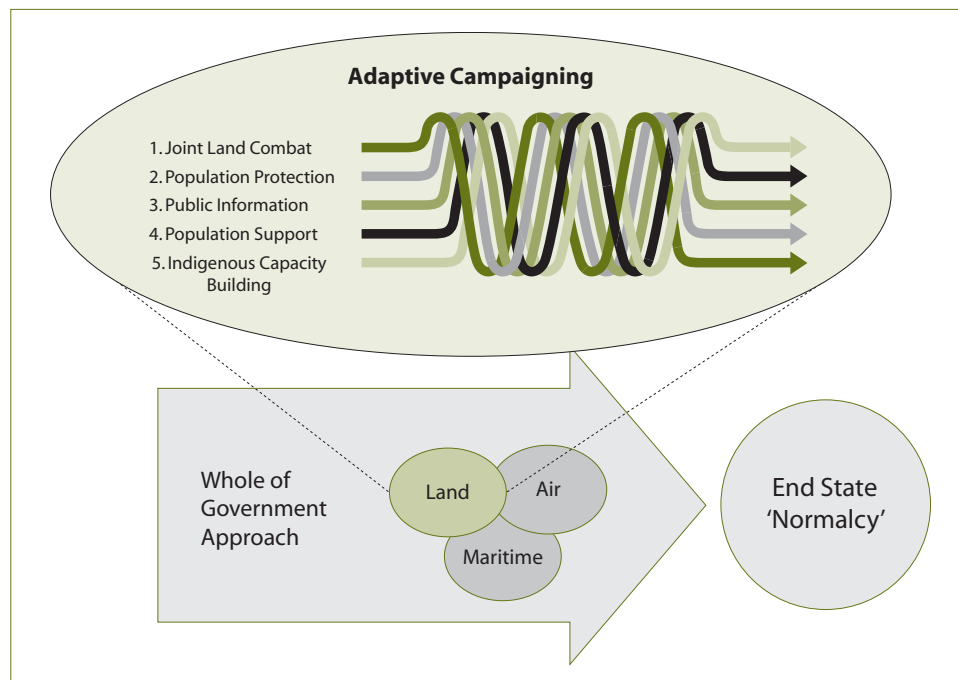 Adaptive Campaigning
1. Joint Land Combat
2. Population Protection
3. Public Information
4. Population Support
5. Indigenous Capacity
Building
Whole of
Government
Approach
Land
Air
Maritime
End State
‘Normalcy’